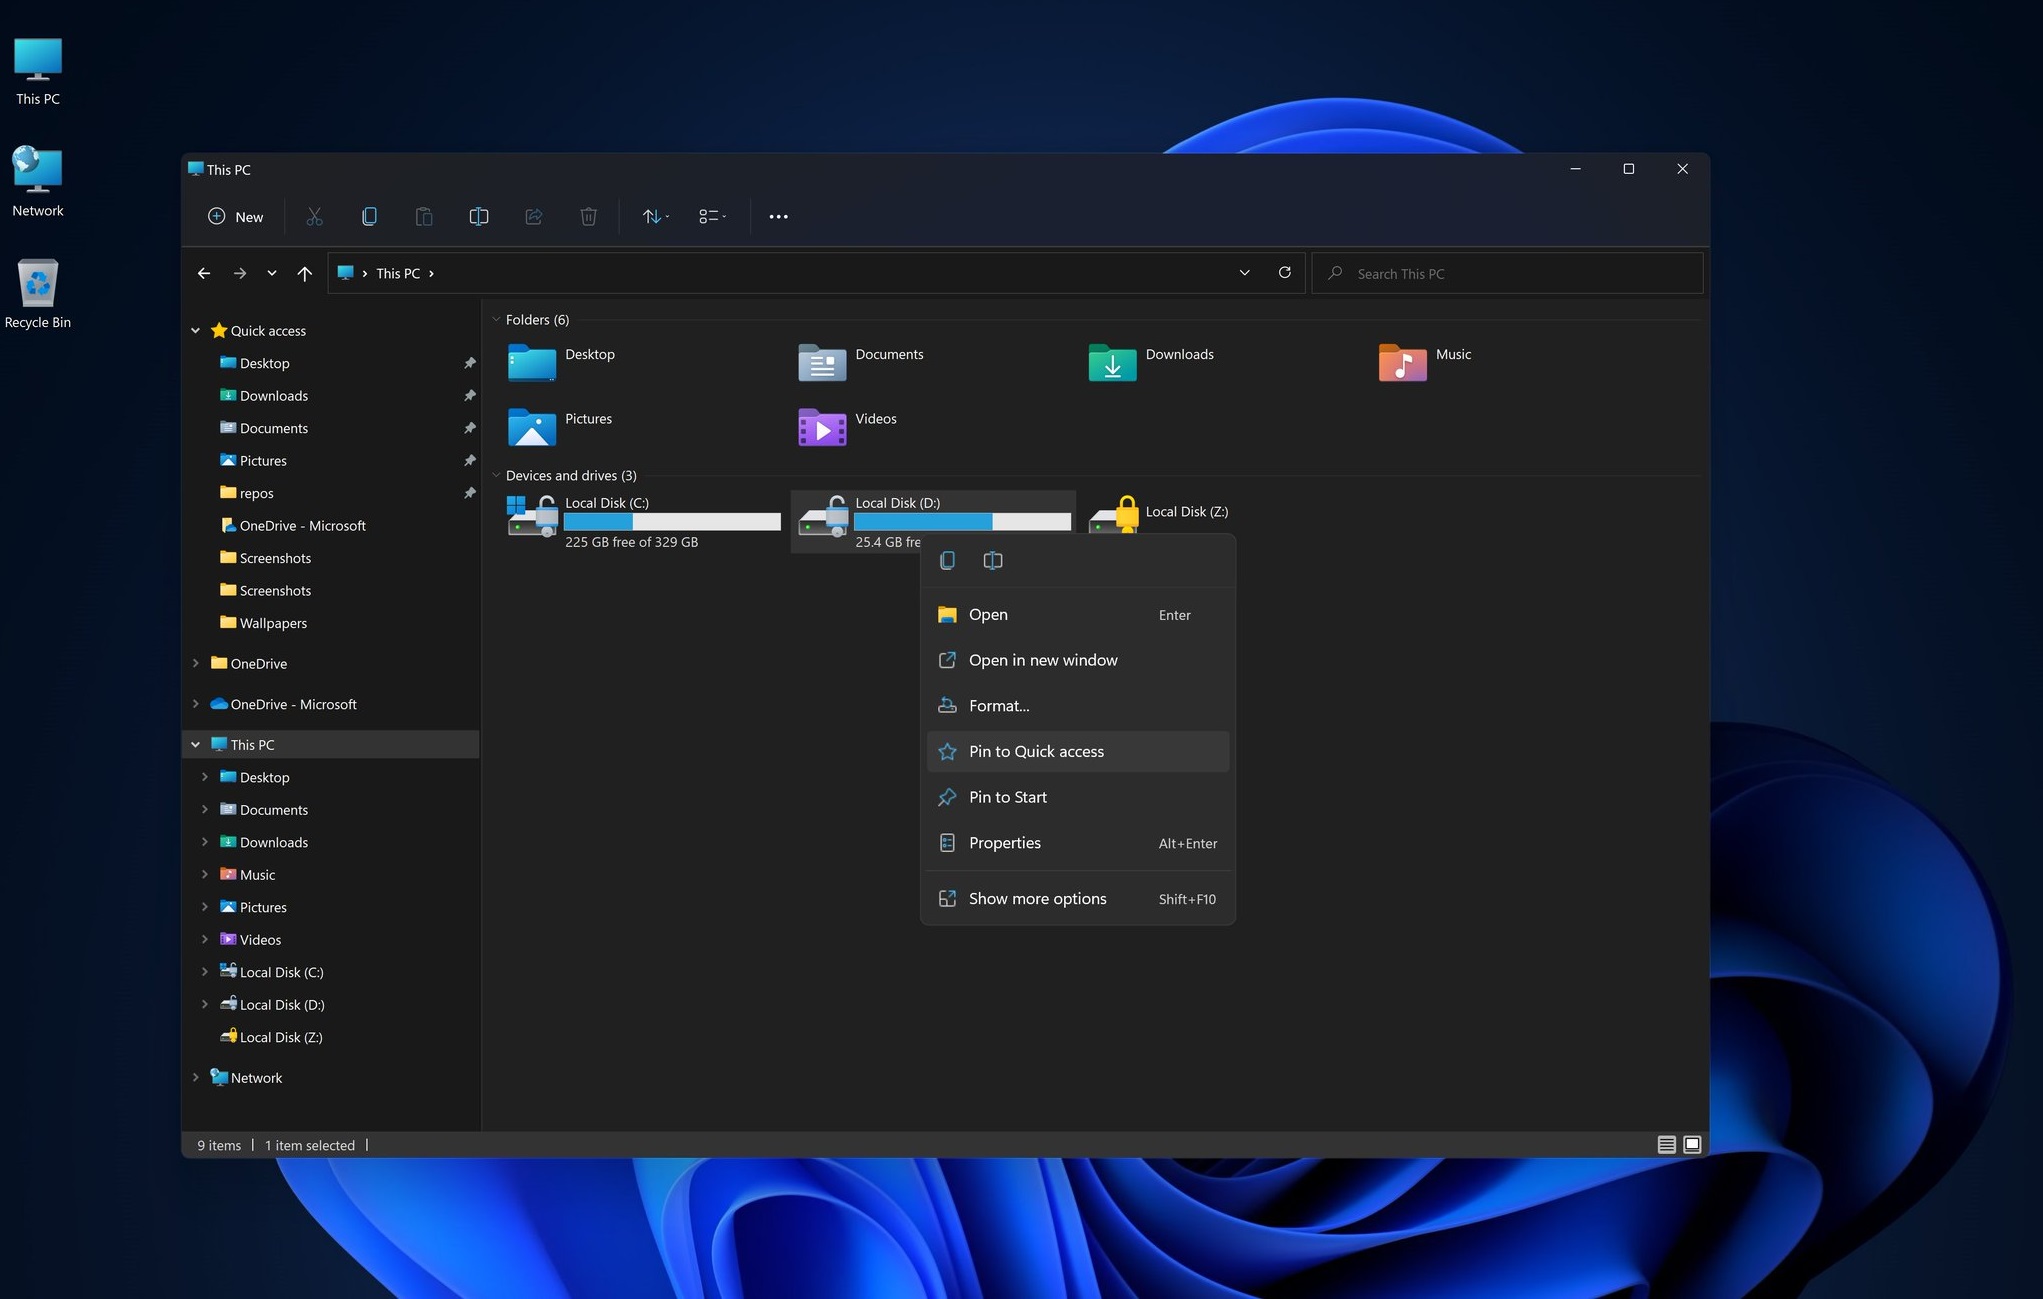 This PC
Network
Recycle Bin
This PC
New
This PC
Search This PC
Quick access
Desktop
Downloads
Documents
Pictures
repos
OneDrive - Microsoft
Screenshots
Screenshots
Wallpapers
OneDrive
OneDrive - Microsoft
This PC
Desktop
Documents
Downloads
Music
Pictures
Videos
Local Disk (C:)
Local Disk (D:)
Local Disk (Z:)
Network
Folders (6)
Desktop
Documents
Downloads
Music
Pictures
Videos
Devices and drives (3)
Local Disk (C:)
225 GB free of 329 GB
Local Disk (D:)
25.4 GB fre
Local Disk (Z:)
Open Enter
Open in new window
Format...
Pin to Quick access
Pin to Start
Properties Alt+Enter
Show more options Shift+F10
9 items | 1 item selected |